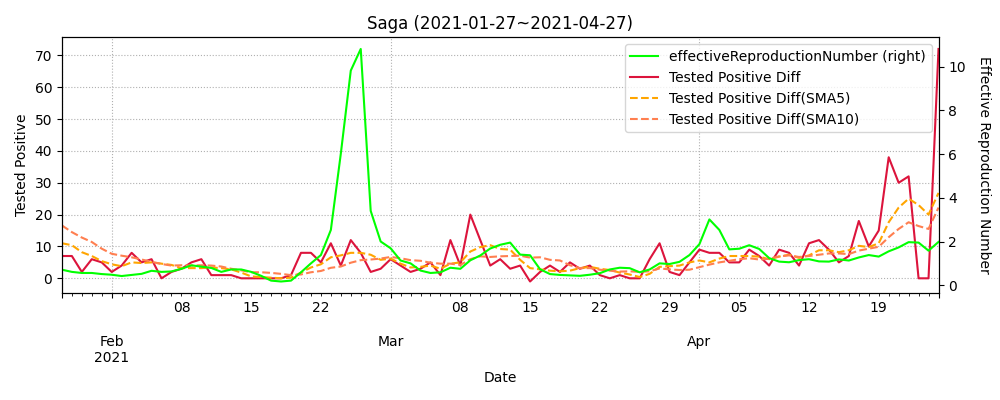 Saga (2021-01-27~2021-04-27)
effectiveReproductionNumber (right)
Tested Positive Diff
Tested Positive Diff(SMA5)
Tested Positive Diff(SMA10)
Tested Positive
70
60
50
40
30
20
10
0
Effective Reproduction Number
10
8
6
4
2
0
08 15 22 08 15 22 29 05 12 19
Feb Mar Apr
2021
Date